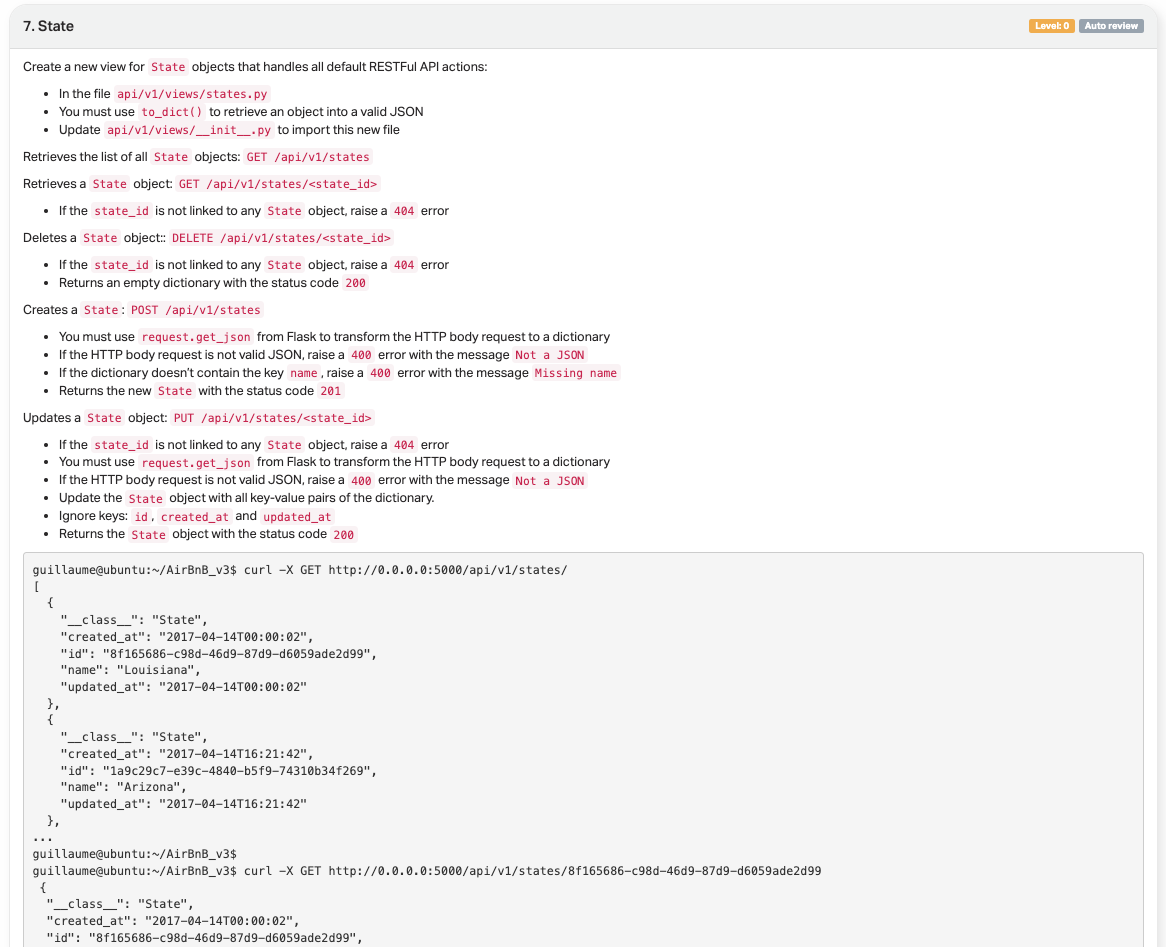 7. State
Level: 0 Auto review
Create a new view for State objects that handles all default RESTFul API actions:
• In the file api/v1/views/states.py
• You must use to_dict() to retrieve an object into a valid JSON
• Update api/v1/views/__init__.py to import this new file
Retrieves the list of all State objects: GET /api/v1/states
Retrieves a State object: GET /api/v1/states/<state_id>
• If the state_id is not linked to any State object, raise a 404 error
Deletes a State object:: DELETE /api/v1/states/<state_id>
• If the state_id is not linked to any State object, raise a 404 error
• Returns an empty dictionary with the status code 200
Creates a State: POST /api/v1/states
• You must use request.get_json from Flask to transform the HTTP body request to a dictionary
• If the HTTP body request is not valid JSON, raise a 400 error with the message Not a JSON
• If the dictionary doesn't contain the key name, raise a 400 error with the message Missing name
• Returns the new State with the status code 201
Updates a State object: PUT /api/v1/states/<state_id>
• If the state_id is not linked to any State object, raise a 404 error
• You must use request.get_json from Flask to transform the HTTP body request to a dictionary
• If the HTTP body request is not valid JSON, raise a 400 error with the message Not a JSON
• Update the State object with all key-value pairs of the dictionary.
• Ignore keys: id, created_at and updated_at
• Returns the State object with the status code 200
guillaume@ubuntu:~/AirBnB_v3$ curl -X GET http://0.0.0.0:5000/api/v1/states/
[
  {
    "__class__": "State",
    "created_at": "2017-04-14T00:00:02",
    "id": "8f165686-c98d-46d9-87d9-d6059ade2d99",
    "name": "Louisiana",
    "updated_at": "2017-04-14T00:00:02"
  },
  {
    "__class__": "State",
    "created_at": "2017-04-14T16:21:42",
    "id": "1a9c29c7-e39c-4840-b5f9-74310b34f269",
    "name": "Arizona",
    "updated_at": "2017-04-14T16:21:42"
  },
...
guillaume@ubuntu:~/AirBnB_v3$
guillaume@ubuntu:~/AirBnB_v3$ curl -X GET http://0.0.0.0:5000/api/v1/states/8f165686-c98d-46d9-87d9-d6059ade2d99
 {
  "__class__": "State",
  "created_at": "2017-04-14T00:00:02",
  "id": "8f165686-c98d-46d9-87d9-d6059ade2d99",